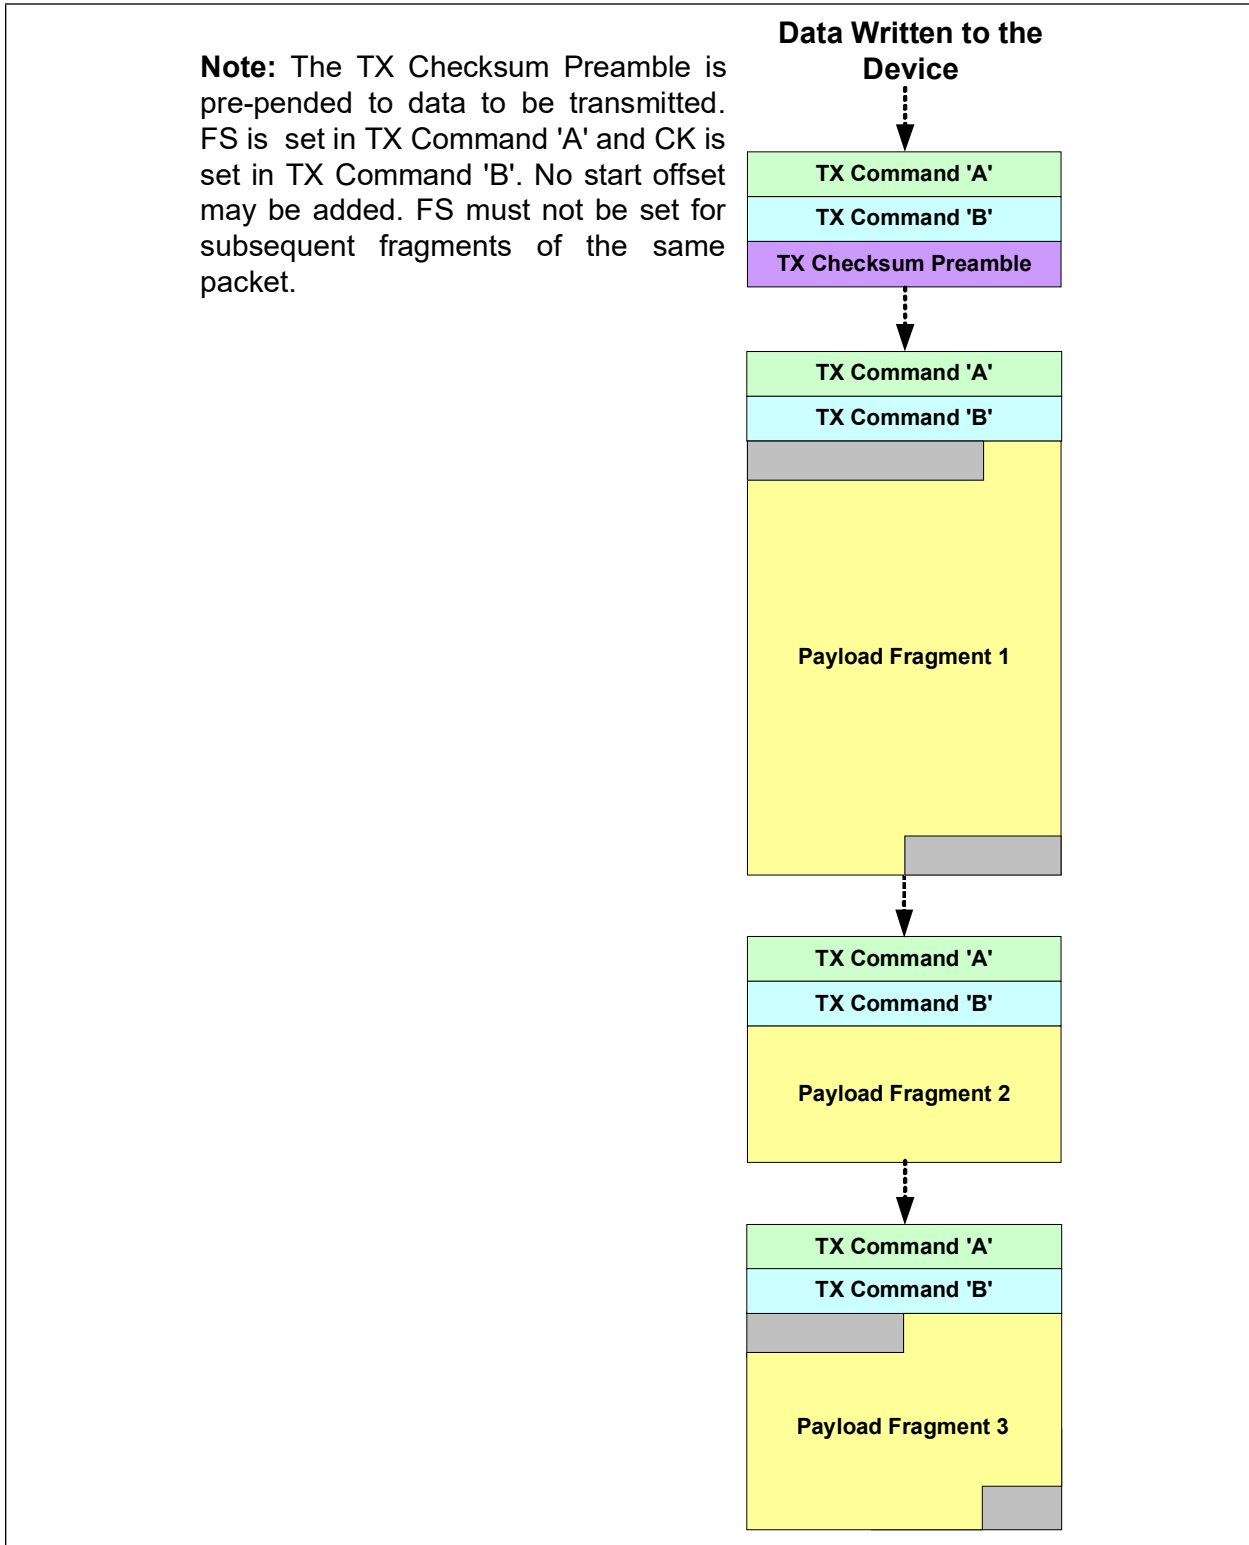 Data Written to the
Device
Note: The TX Checksum Preamble is
pre-pended to data to be transmitted.
FS is set in TX Command 'A' and CK is
set in TX Command 'B'. No start offset
may be added. FS must not be set for
subsequent fragments of the same
packet.
TX Command 'A'
TX Command 'B'
TX Checksum Preamble
TX Command 'A'
TX Command 'B'
Payload Fragment 1
TX Command 'A'
TX Command 'B'
Payload Fragment 2
TX Command 'A'
TX Command 'B'
Payload Fragment 3